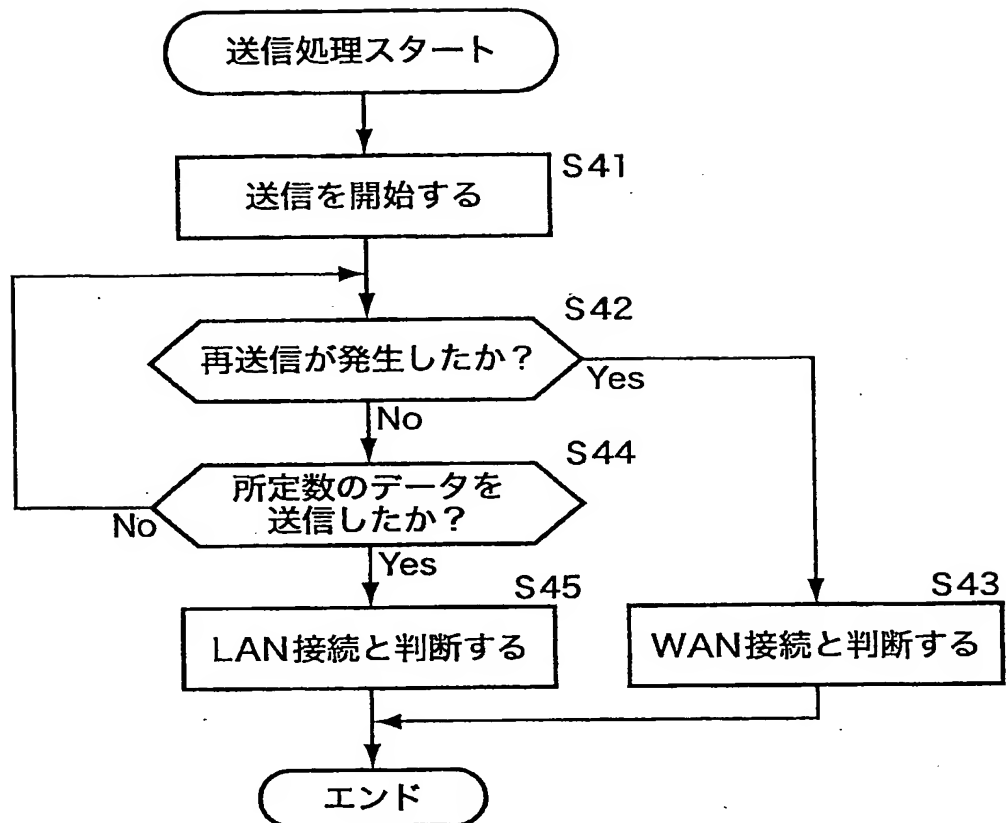 送信処理スタート
S41
送信を開始する
S42
再送信が発生したか？
Yes
No
S44
所定数のデータを
送信したか？
No
Yes
S45
S43
LAN接続と判断する
WAN接続と判断する
エンド